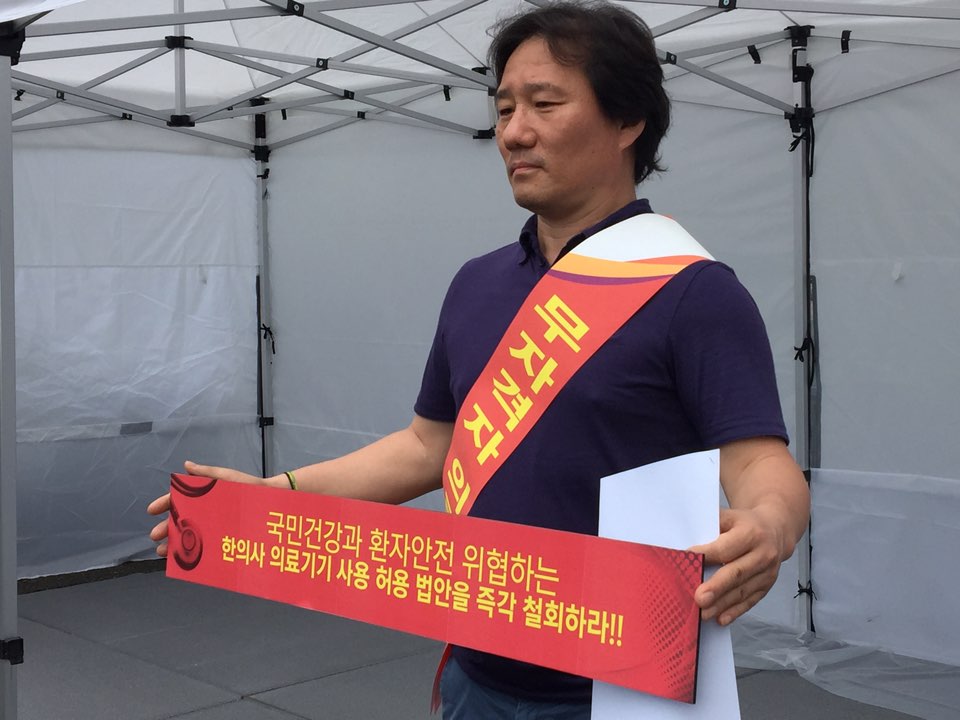 무자격자 의
국민건강과 환자안전 위협하는
한의사 의료기기 사용 허용 법안을 즉각 철회하라!!